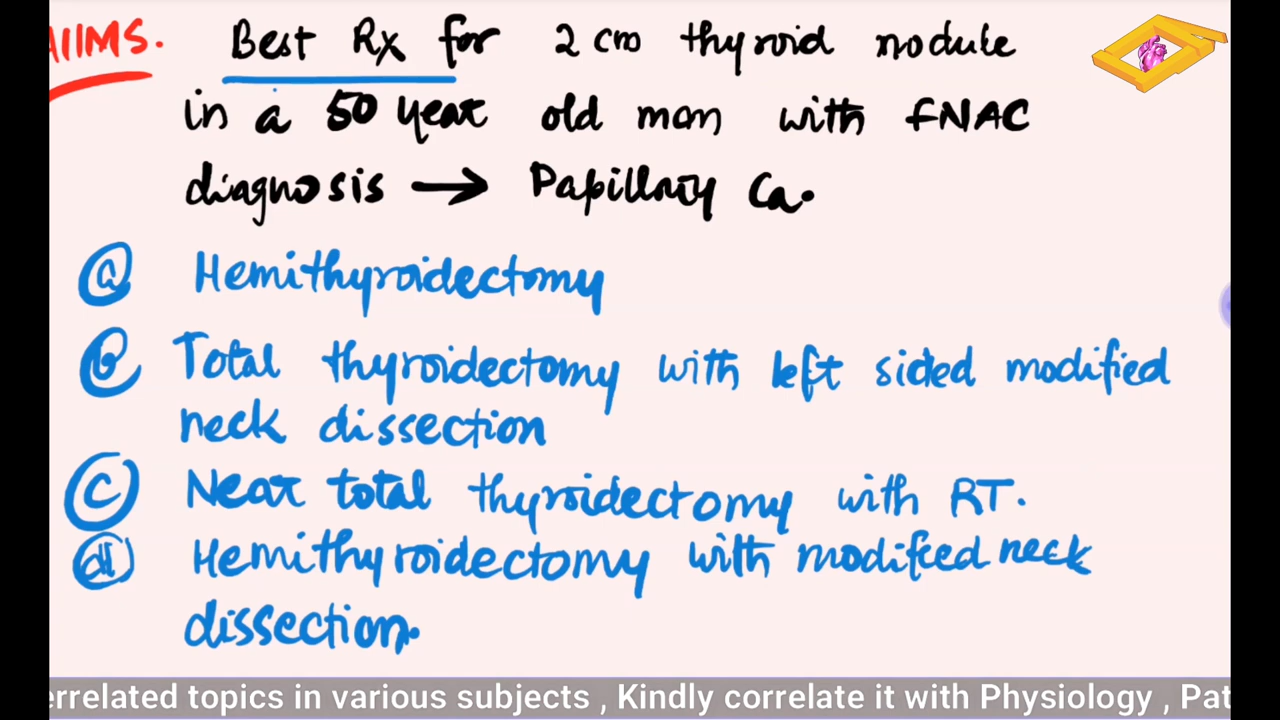 AIIMS. Best Rx for 2 cm thyroid nodule
in a 50 year old man with FNAC
diagnosis → Papillary Ca.
a Hemithyroidectomy
b Total thyroidectomy with left sided modified
neck dissection
c Near total thyroidectomy with RT.
d Hemithyroidectomy with modified neck
dissection.
errelated topics in various subjects , Kindly correlate it with Physiology , Pat